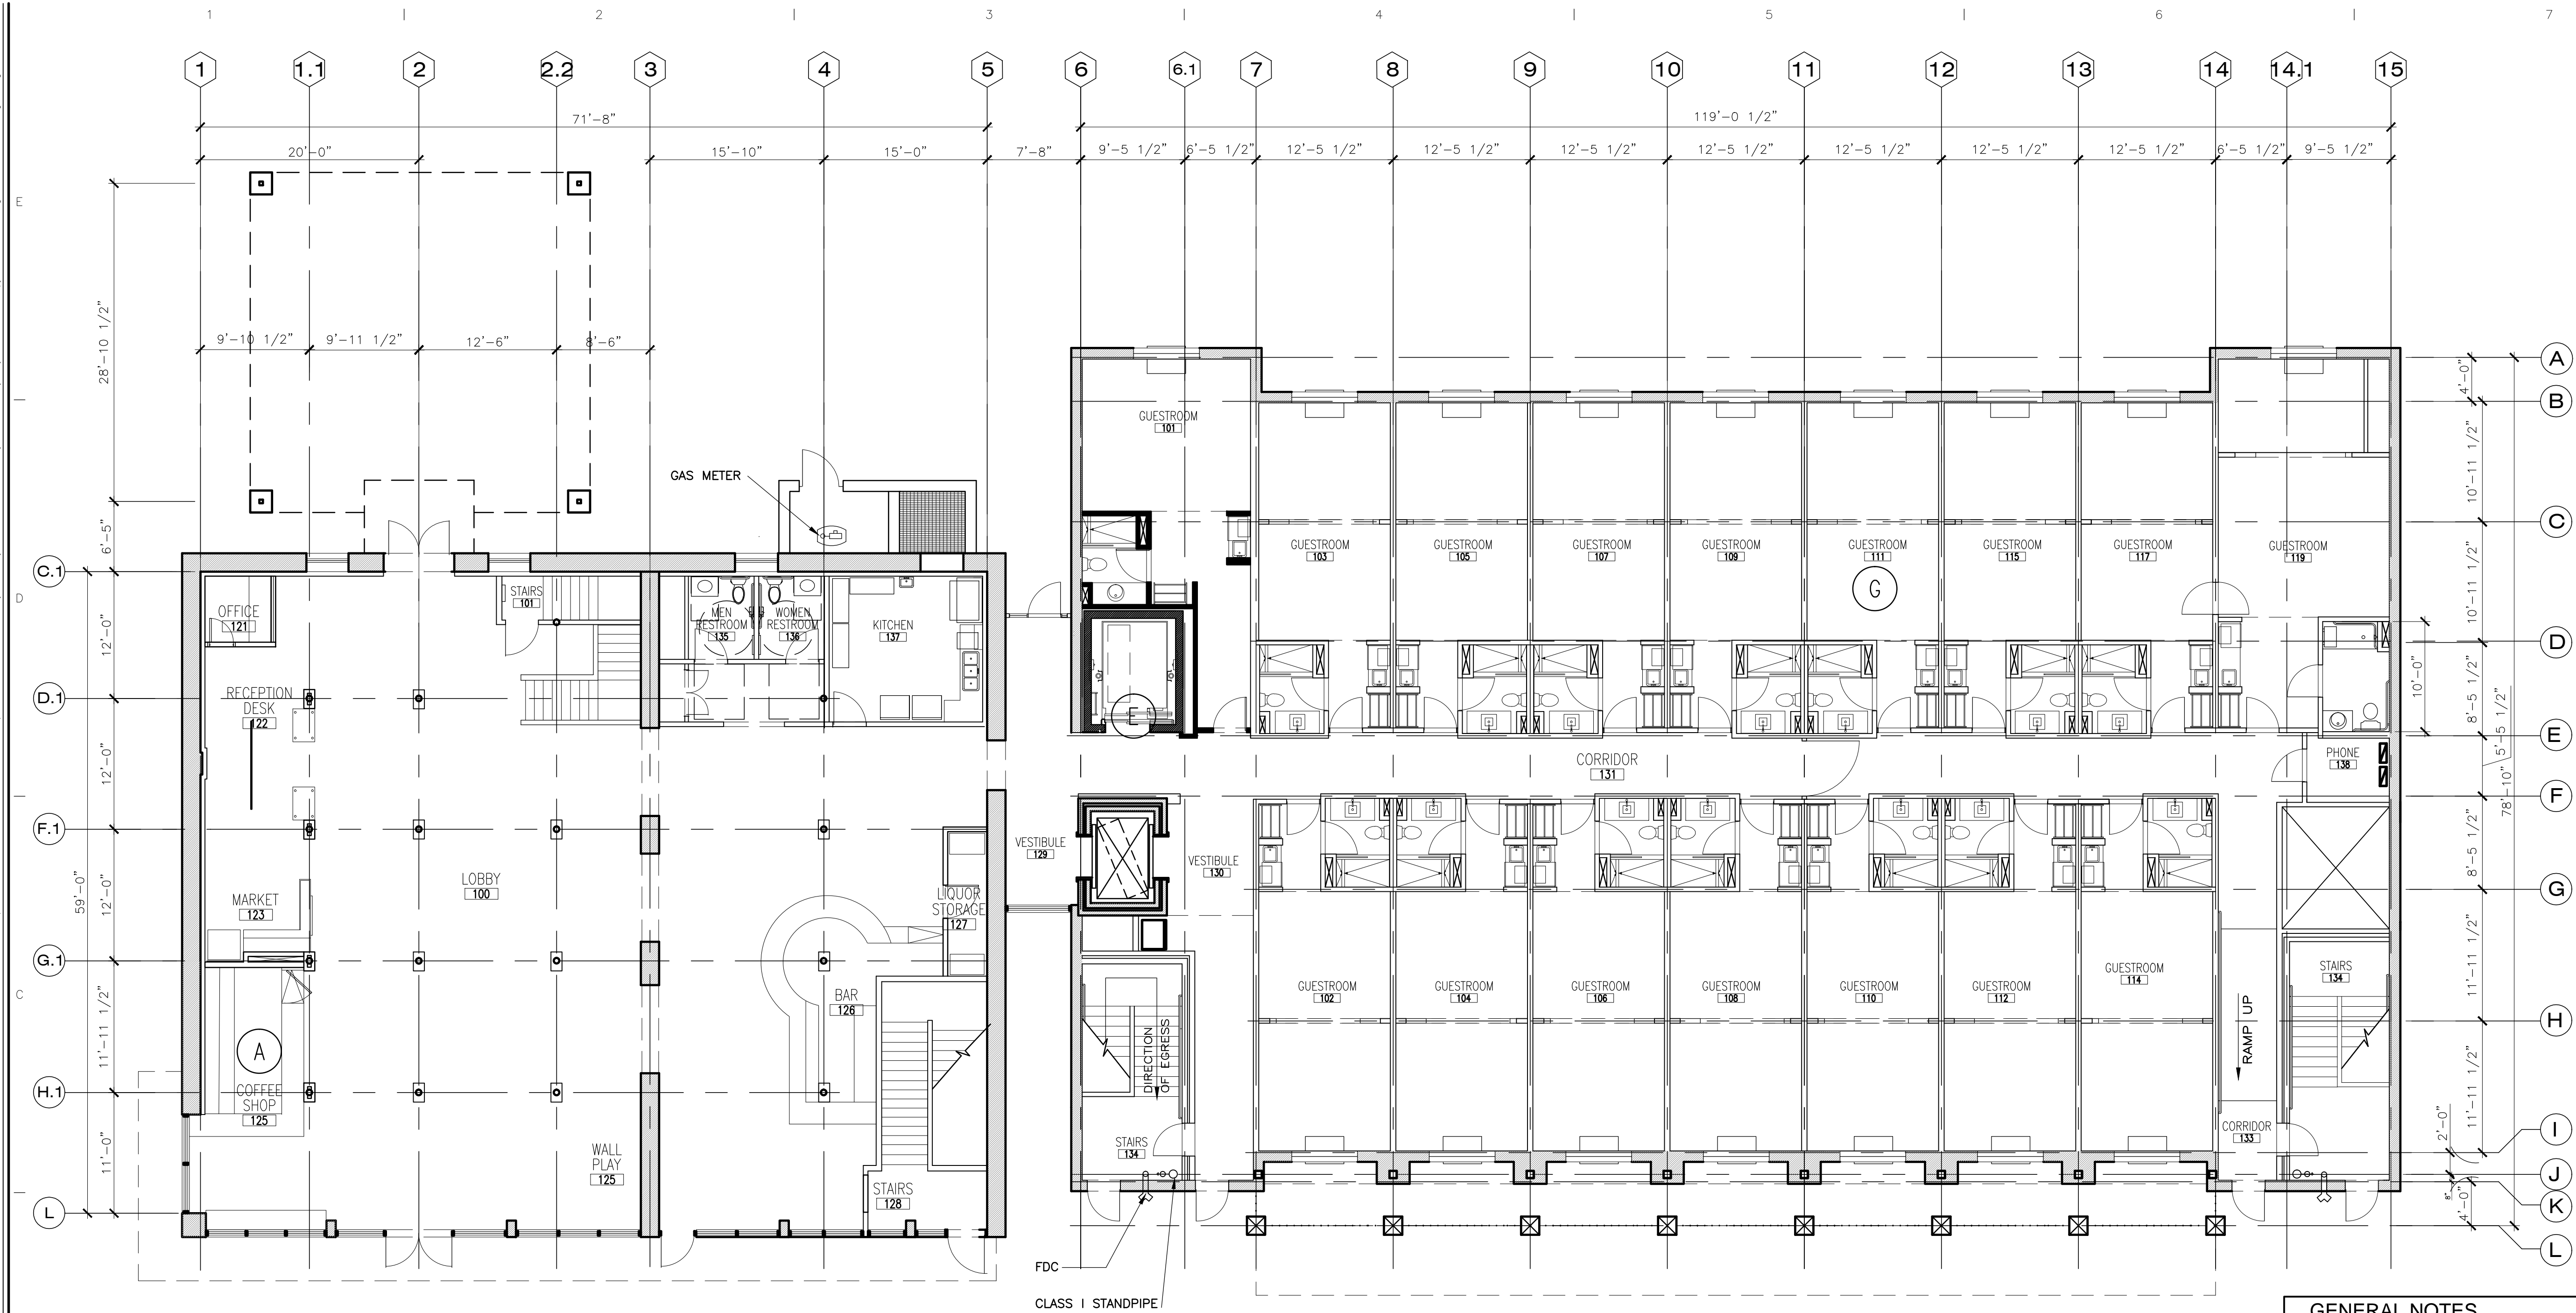 1
2
3
4
5
6
7
1
1.1
2
2.2
3
4
5
6
6.1
7
8
9
10
11
12
13
14
14.1
15
71'-8"
119'-0 1/2"
20'-0"
15'-10"
15'-0"
7'-8"
9'-5 1/2"
6'-5 1/2"
12'-5 1/2"
12'-5 1/2"
12'-5 1/2"
12'-5 1/2"
12'-5 1/2"
12'-5 1/2"
12'-5 1/2"
6'-5 1/2"
9'-5 1/2"
E
28'-10 1/2"
9'-10 1/2"
9'-11 1/2"
12'-6"
8'-6"
6'-5"
A
4'-0"
B
10'-11 1/2"
C
10'-11 1/2"
D
8'-5 1/2"
10'-0"
E
5'-5 1/2"
78'-10"
F
8'-5 1/2"
G
11'-11 1/2"
H
11'-11 1/2"
2'-0"
I
J
8"
K
4'-0"
L
GAS METER
GUESTROOM
101
GUESTROOM
103
GUESTROOM
105
GUESTROOM
107
GUESTROOM
109
GUESTROOM
111
GUESTROOM
115
GUESTROOM
117
GUESTROOM
119
G
C.1
D
12'-0"
D.1
12'-0"
F.1
59'-0"
12'-0"
G.1
C
11'-11 1/2"
H.1
11'-0"
L
OFFICE
121
STAIRS
101
MEN
RESTROOM
135
WOMEN
RESTROOM
136
KITCHEN
137
RECEPTION
DESK
122
E
CORRIDOR
131
PHONE
138
VESTIBULE
129
VESTIBULE
130
LOBBY
100
MARKET
123
LIQUOR
STORAGE
127
BAR
126
A
COFFEE
SHOP
125
WALL
PLAY
125
STAIRS
128
DIRECTION
OF EGRESS
STAIRS
134
GUESTROOM
102
GUESTROOM
104
GUESTROOM
106
GUESTROOM
108
GUESTROOM
110
GUESTROOM
112
GUESTROOM
114
RAMP UP
STAIRS
134
CORRIDOR
133
FDC
CLASS I STANDPIPE
GENERAL NOTES